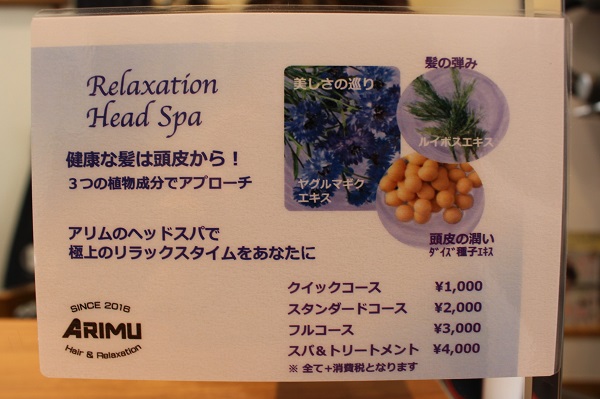 Relaxation
Head Spa
健康な髪は頭皮から！
３つの植物成分でアプローチ
アリムのヘッドスパで
極上のリラックスタイムをあなたに
美しさの巡り
ヤグルマギク
エキス
髪の弾み
ルイボスエキス
頭皮の潤い
ﾀﾞｲｽﾞ種子ｴｷｽ
クイックコース ¥1,000
スタンダードコース ¥2,000
フルコース ¥3,000
スパ＆トリートメント ¥4,000
※ 全て+消費税となります
SINCE 2016
ARIMU
Hair & Relaxation